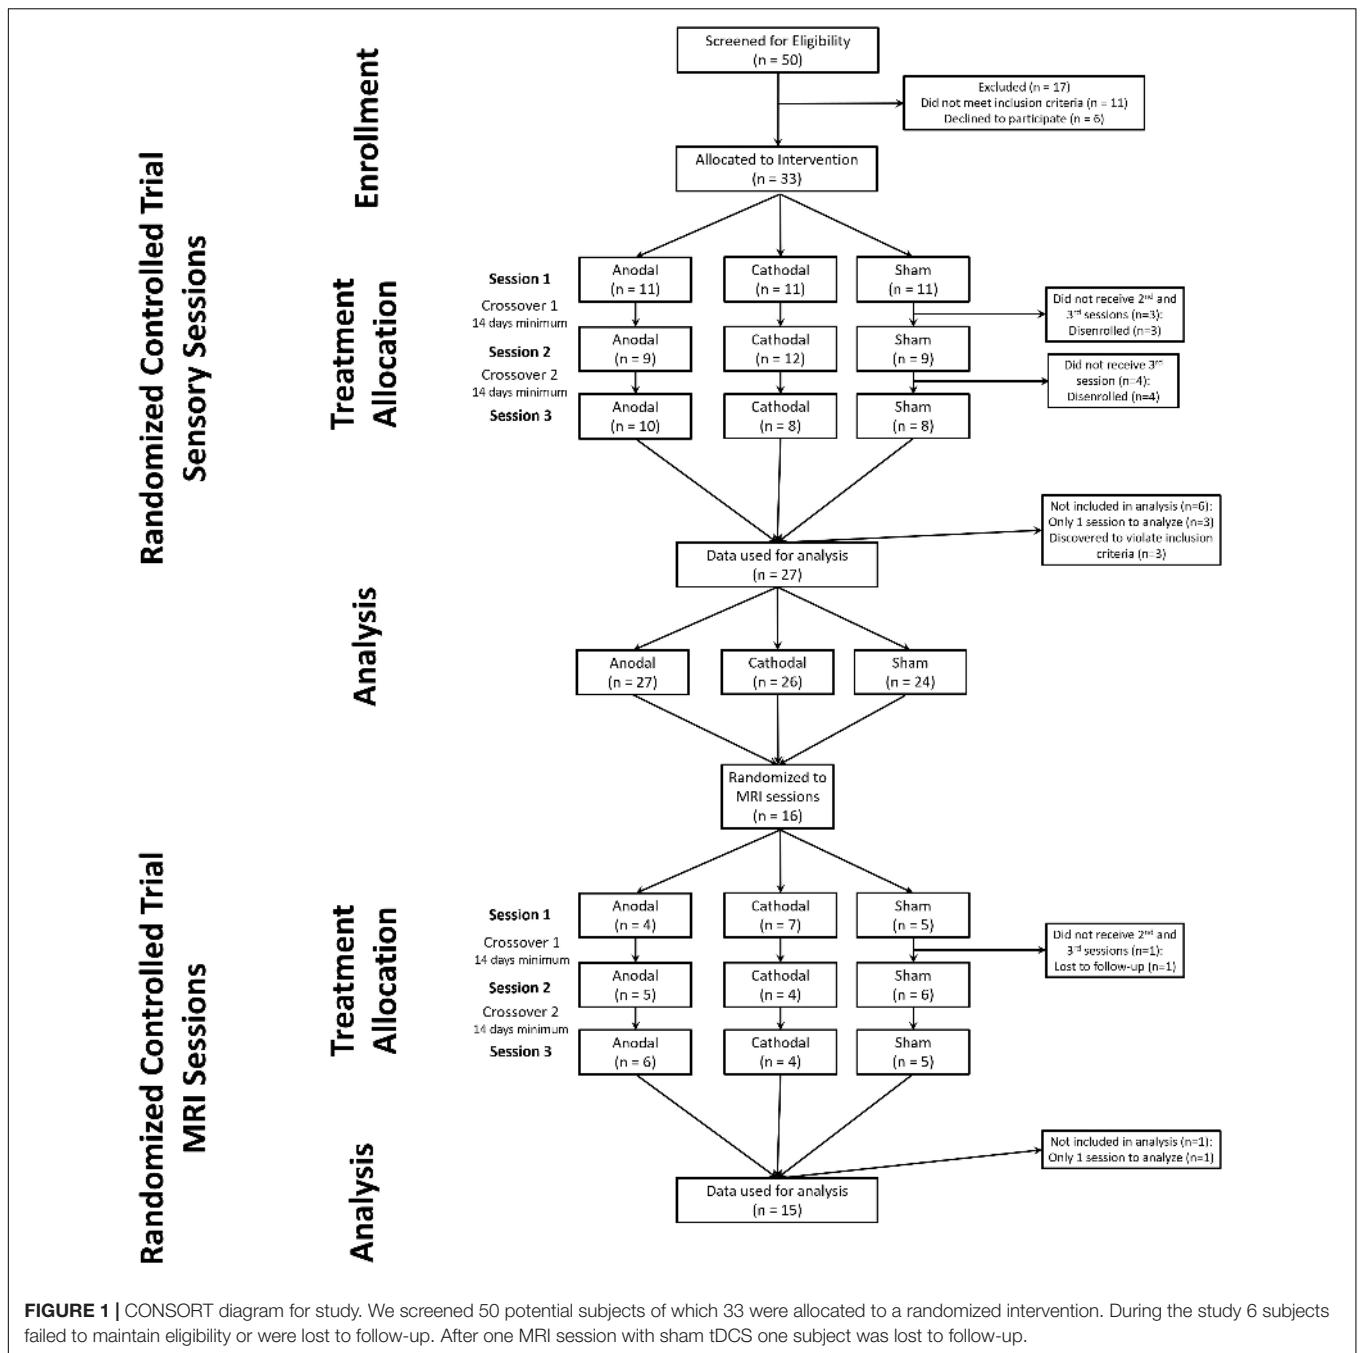 Randomized Controlled Trial
Sensory Sessions
Enrollment
Screened for Eligibility
(n = 50)
Excluded (n = 17)
Did not meet inclusion criteria (n = 11)
Declined to participate (n = 6)
Allocated to Intervention
(n = 33)
Treatment
Allocation
Session 1
Anodal
(n = 11)
Cathodal
(n = 11)
Sham
(n = 11)
Crossover 1
14 days minimum
Did not receive 2nd and
3rd sessions (n=3):
Disenrolled (n=3)
Session 2
Anodal
(n = 9)
Cathodal
(n = 12)
Sham
(n = 9)
Crossover 2
14 days minimum
Did not receive 3rd
session (n=4):
Disenrolled (n=4)
Session 3
Anodal
(n = 10)
Cathodal
(n = 8)
Sham
(n = 8)
Not included in analysis (n=6):
Only 1 session to analyze (n=3)
Discovered to violate inclusion
criteria (n=3)
Analysis
Data used for analysis
(n = 27)
Anodal
(n = 27)
Cathodal
(n = 26)
Sham
(n = 24)
Randomized Controlled Trial
MRI Sessions
Randomized to
MRI sessions
(n = 16)
Treatment
Allocation
Session 1
Anodal
(n = 4)
Cathodal
(n = 7)
Sham
(n = 5)
Crossover 1
14 days minimum
Did not receive 2nd and
3rd sessions (n=1):
Lost to follow-up (n=1)
Session 2
Anodal
(n = 5)
Cathodal
(n = 4)
Sham
(n = 6)
Crossover 2
14 days minimum
Session 3
Anodal
(n = 6)
Cathodal
(n = 4)
Sham
(n = 5)
Analysis
Not included in analysis (n=1):
Only 1 session to analyze (n=1)
Data used for analysis
(n = 15)
FIGURE 1 | CONSORT diagram for study. We screened 50 potential subjects of which 33 were allocated to a randomized intervention. During the study 6 subjects
failed to maintain eligibility or were lost to follow-up. After one MRI session with sham tDCS one subject was lost to follow-up.